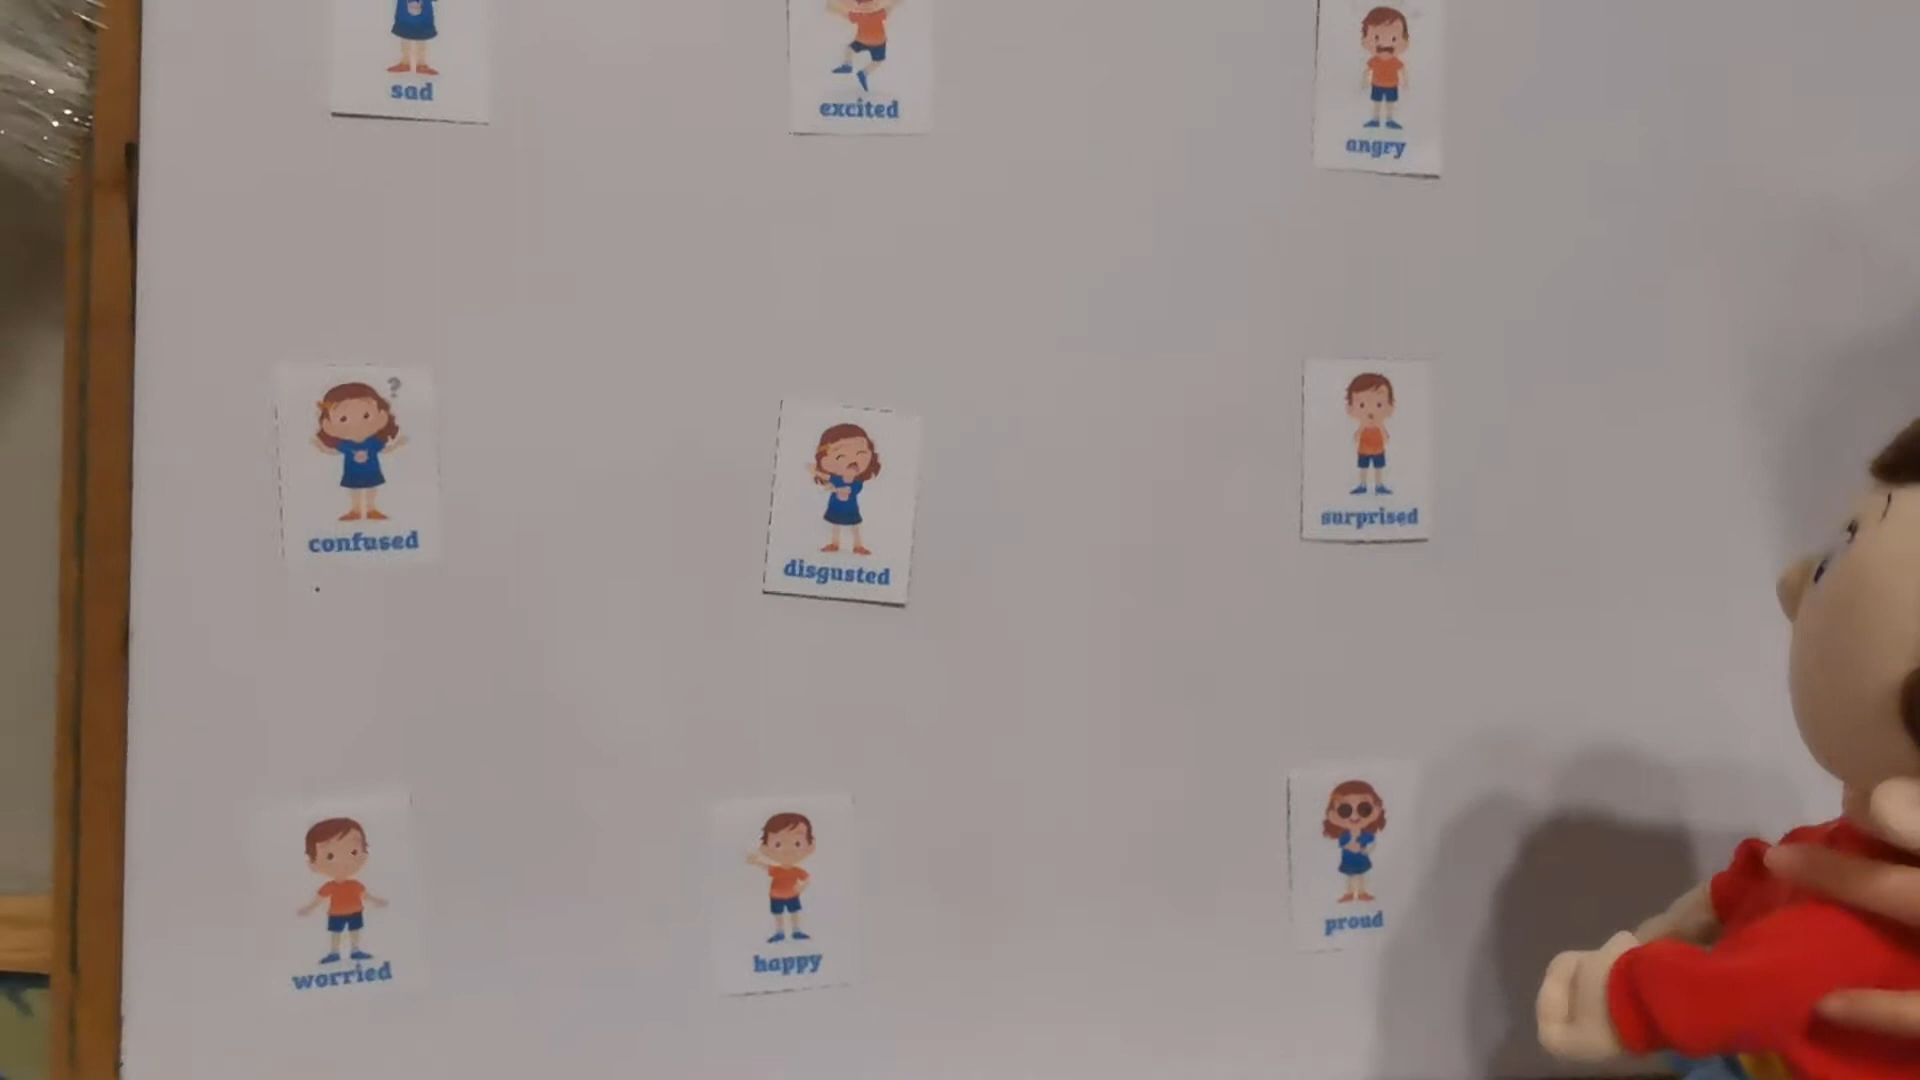 sad
excited
angry
confused
disgusted
surprised
worried
happy
proud